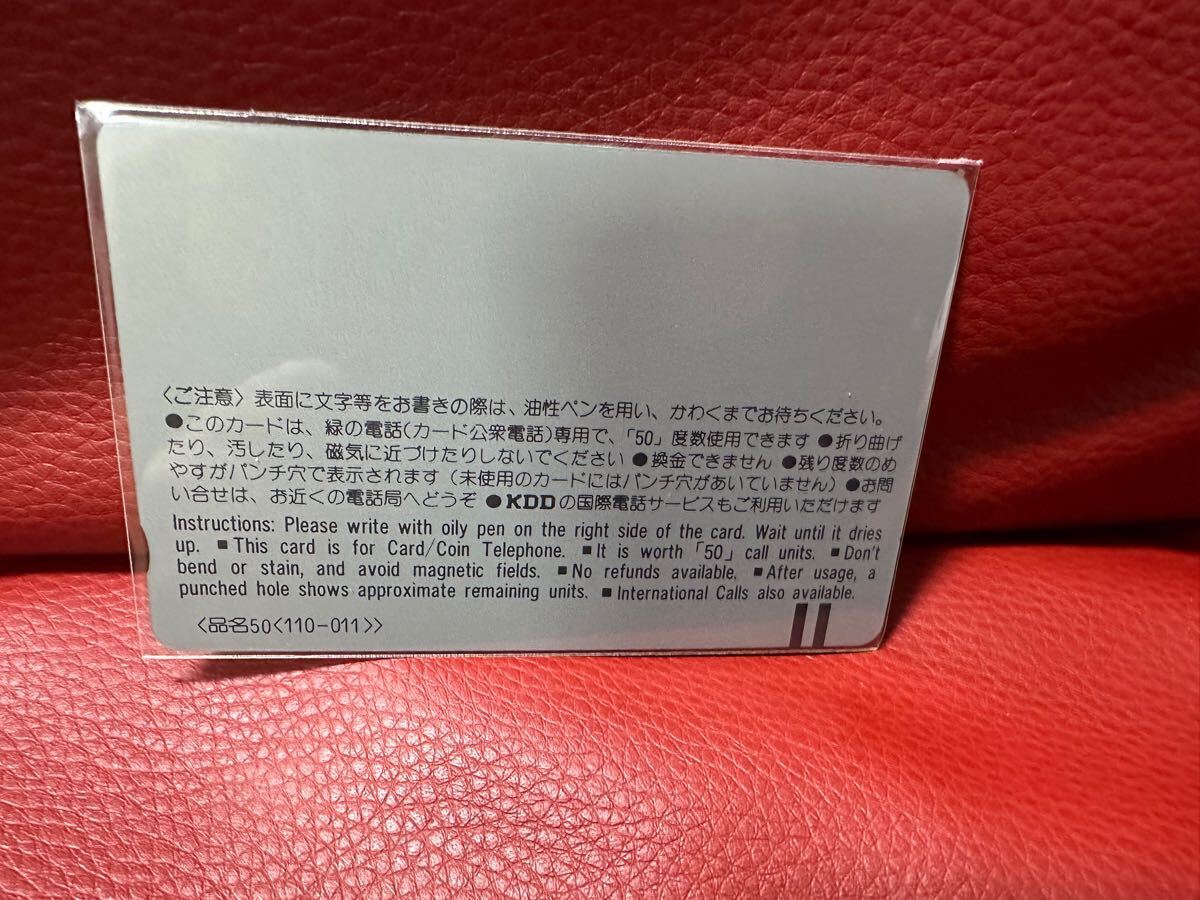 〈ご注意〉表面に文字等をお書きの際は、油性ペンを用い、かわくまでお待ちください。
●このカードは、緑の電話(カード公衆電話)専用で、「50」度数使用できます ●折り曲げ
たり、汚したり、磁気に近づけたりしないでください ●換金できません ●残り度数のめ
やすがパンチ穴で表示されます(未使用のカードにはパンチ穴があいていません) ●お問
い合せは、お近くの電話局へどうぞ ●KDDの国際電話サービスもご利用いただけます
Instructions: Please write with oily pen on the right side of the card. Wait until it dries
up. ■This card is for Card/Coin Telephone. ■It is worth「50」call units. ■Don't
bend or stain, and avoid magnetic fields. ■No refunds available. ■After usage, a
punched hole shows approximate remaining units. ■International Calls also available.
〈品名50〈110-011〉〉